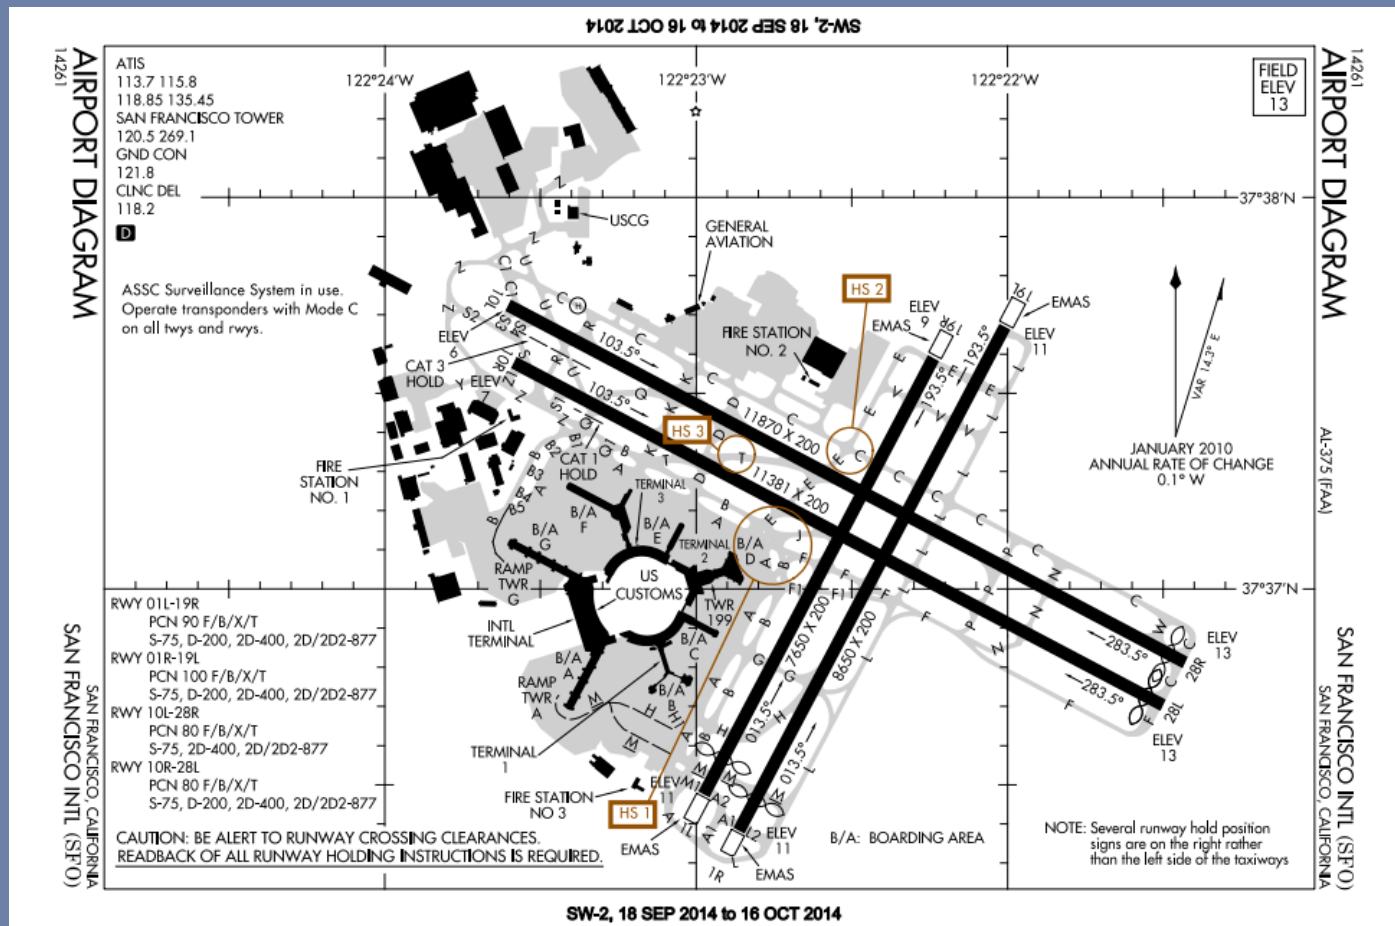 SW-2, 18 SEP 2014 to 16 OCT 2014
14261
AIRPORT DIAGRAM
ATIS
113.7 115.8
118.85 135.45
SAN FRANCISCO TOWER
120.5 269.1
GND CON
121.8
CLNC DEL
118.2
D
122°24'W
122°23'W
122°22'W
FIELD
ELEV
13
14261
AIRPORT DIAGRAM
37°38'N
ASSC Surveillance System in use.
Operate transponders with Mode C
on all twys and rwys.
USCG
GENERAL
AVIATION
HS 2
FIRE STATION
NO. 2
ELEV
9
EMAS
19R
19L
EMAS
ELEV
11
193.5°
193.5°
VAR 14.3° E
JANUARY 2010
ANNUAL RATE OF CHANGE
0.1° W
AL-375 (FAA)
10L
ELEV
6
CAT 3
HOLD
10R
ELEV
7
103.5°
103.5°
HS 3
11870 X 200
11381 X 200
FIRE
STATION
NO. 1
CAT 1
HOLD
TERMINAL
3
B/A
F
B/A
E
B/A
G
TERMINAL
2
B/A
D
RAMP
TWR
G
US
CUSTOMS
TWR
199
INTL
TERMINAL
B/A
C
B/A
A
B/A
B
RAMP
TWR
A
TERMINAL
1
37°37'N
7650 X 200
8650 X 200
013.5°
013.5°
283.5°
283.5°
ELEV
13
28R
28L
ELEV
13
RWY 01L-19R
PCN 90 F/B/X/T
S-75, D-200, 2D-400, 2D/2D2-877
RWY 01R-19L
PCN 100 F/B/X/T
S-75, D-200, 2D-400, 2D/2D2-877
RWY 10L-28R
PCN 80 F/B/X/T
S-75, 2D-400, 2D/2D2-877
RWY 10R-28L
PCN 80 F/B/X/T
S-75, D-200, 2D-400, 2D/2D2-877
FIRE STATION
NO 3
HS 1
ELEV
11
1L
EMAS
1R
EMAS
ELEV
11
B/A: BOARDING AREA
CAUTION: BE ALERT TO RUNWAY CROSSING CLEARANCES.
READBACK OF ALL RUNWAY HOLDING INSTRUCTIONS IS REQUIRED.
NOTE: Several runway hold position
signs are on the right rather
than the left side of the taxiways
SAN FRANCISCO, CALIFORNIA
SAN FRANCISCO INTL (SFO)
SAN FRANCISCO INTL (SFO)
SAN FRANCISCO, CALIFORNIA
SW-2, 18 SEP 2014 to 16 OCT 2014